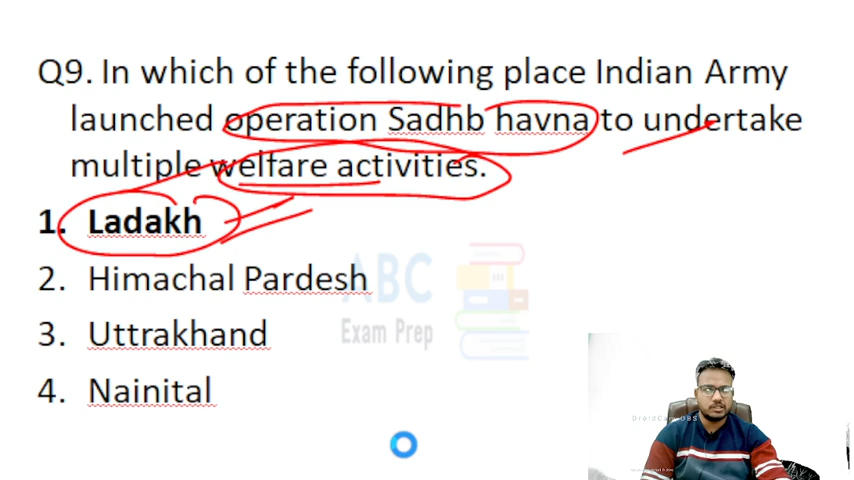 Q9. In which of the following place Indian Army
launched operation Sadhb havna to undertake
multiple welfare activities.
1. Ladakh
2. Himachal Pardesh
3. Uttrakhand
4. Nainital
ABC
Exam Prep